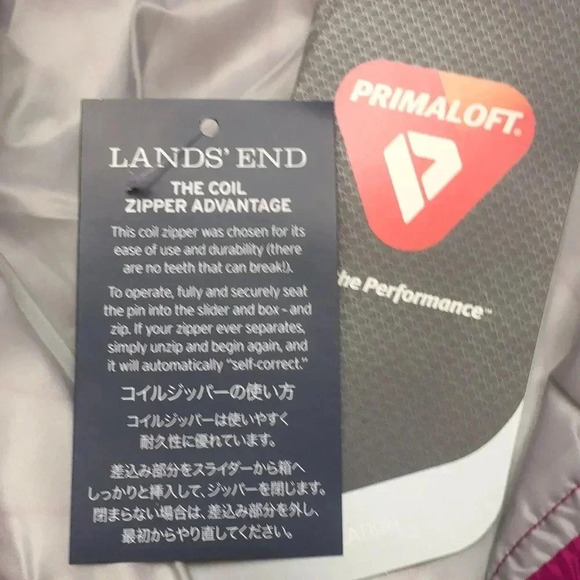 LANDS' END
THE COIL
ZIPPER ADVANTAGE
This coil zipper was chosen for its
ease of use and durability (there
are no teeth that can break!).
To operate, fully and securely seat
the pin into the slider and box – and
zip. If your zipper ever separates,
simply unzip and begin again, and
it will automatically “self-correct.”
コイルジッパーの使い方
コイルジッパーは使いやすく
耐久性に優れています。
差込み部分をスライダーから箱へ
しっかりと挿入して、ジッパーを閉じます。
閉まらない場合は、差込み部分を外し、
最初からやり直してください。
PRIMALOFT®
he Performance™